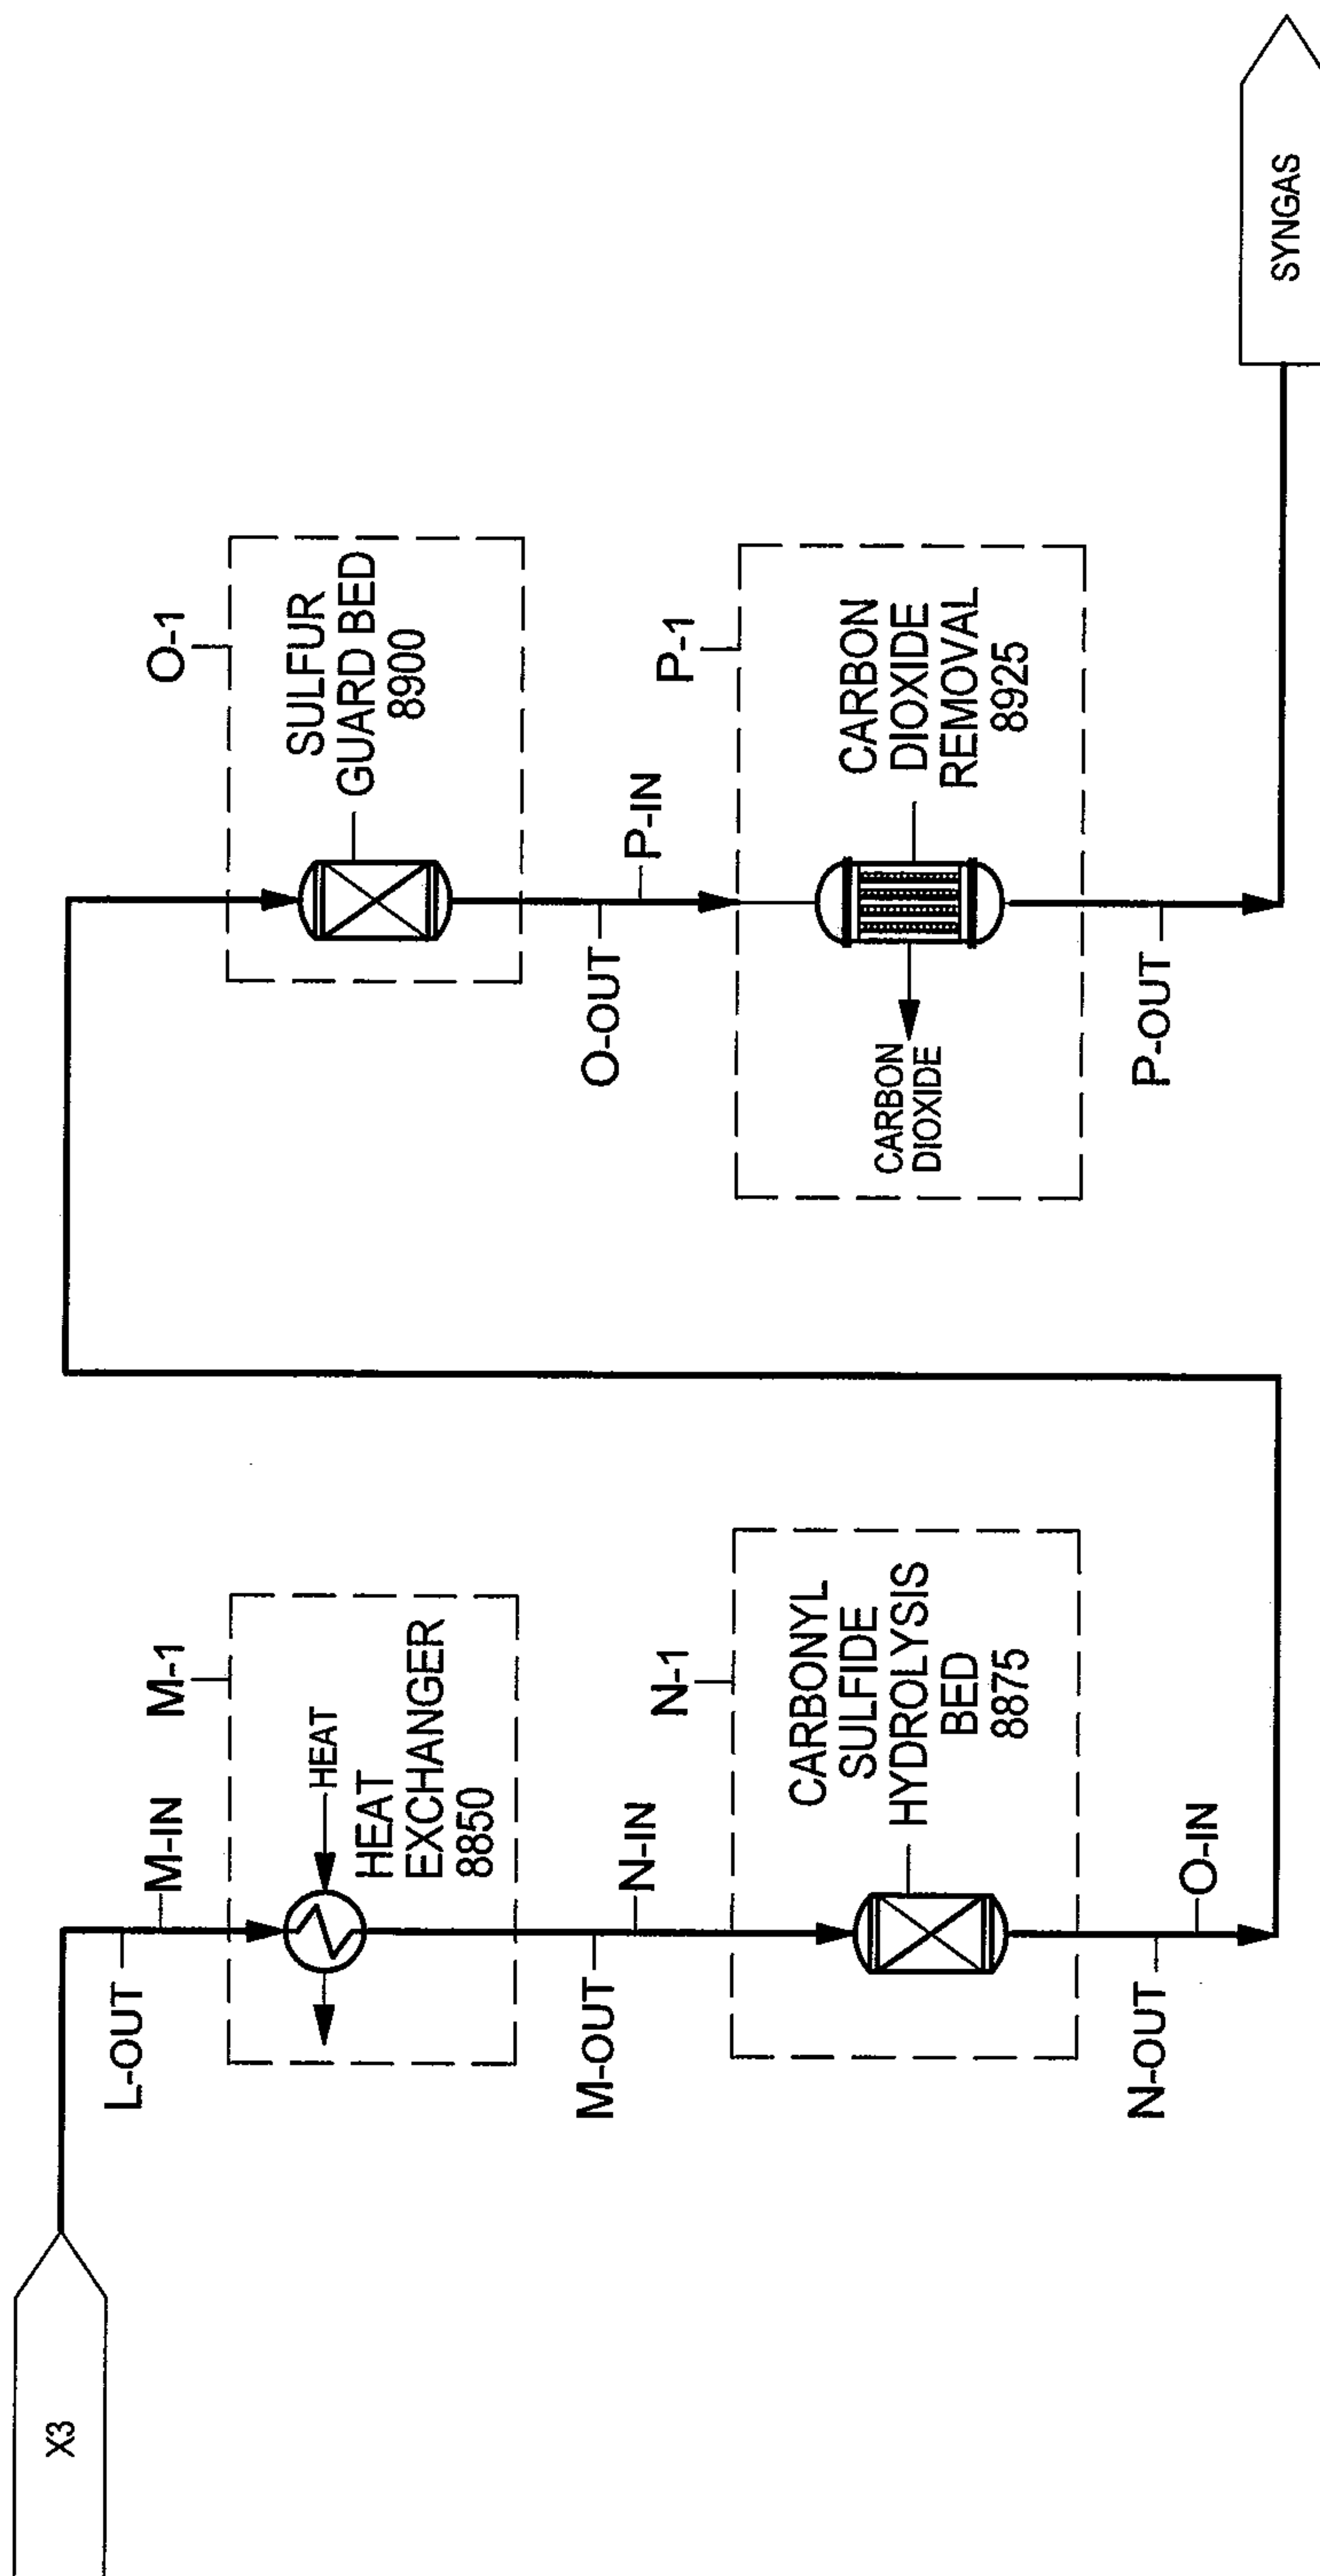 X3
L-OUT
M-IN
M-1
HEAT
HEAT
EXCHANGER
8850
M-OUT
N-IN
N-1
CARBONYL
SULFIDE
HYDROLYSIS
BED
8875
N-OUT
O-IN
O-1
SULFUR
GUARD BED
8900
O-OUT
P-IN
P-1
CARBON
DIOXIDE
REMOVAL
8925
CARBON
DIOXIDE
P-OUT
SYNGAS